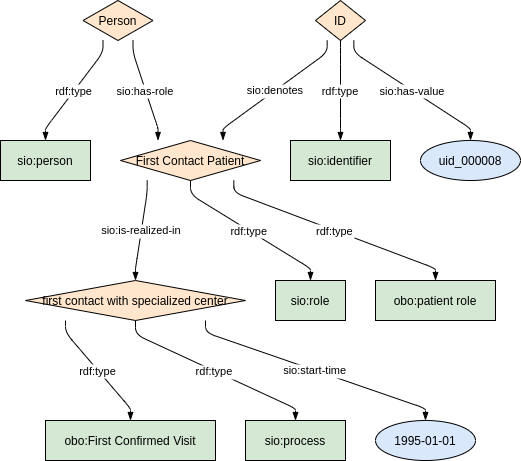 Person
ID
rdf:type
sio:has-role
sio:denotes
rdf:type
sio:has-value
sio:person
First Contact Patient
sio:identifier
uid_000008
sio:is-realized-in
rdf:type
rdf:type
first contact with specialized center
sio:role
obo:patient role
rdf:type
rdf:type
sio:start-time
obo:First Confirmed Visit
sio:process
1995-01-01